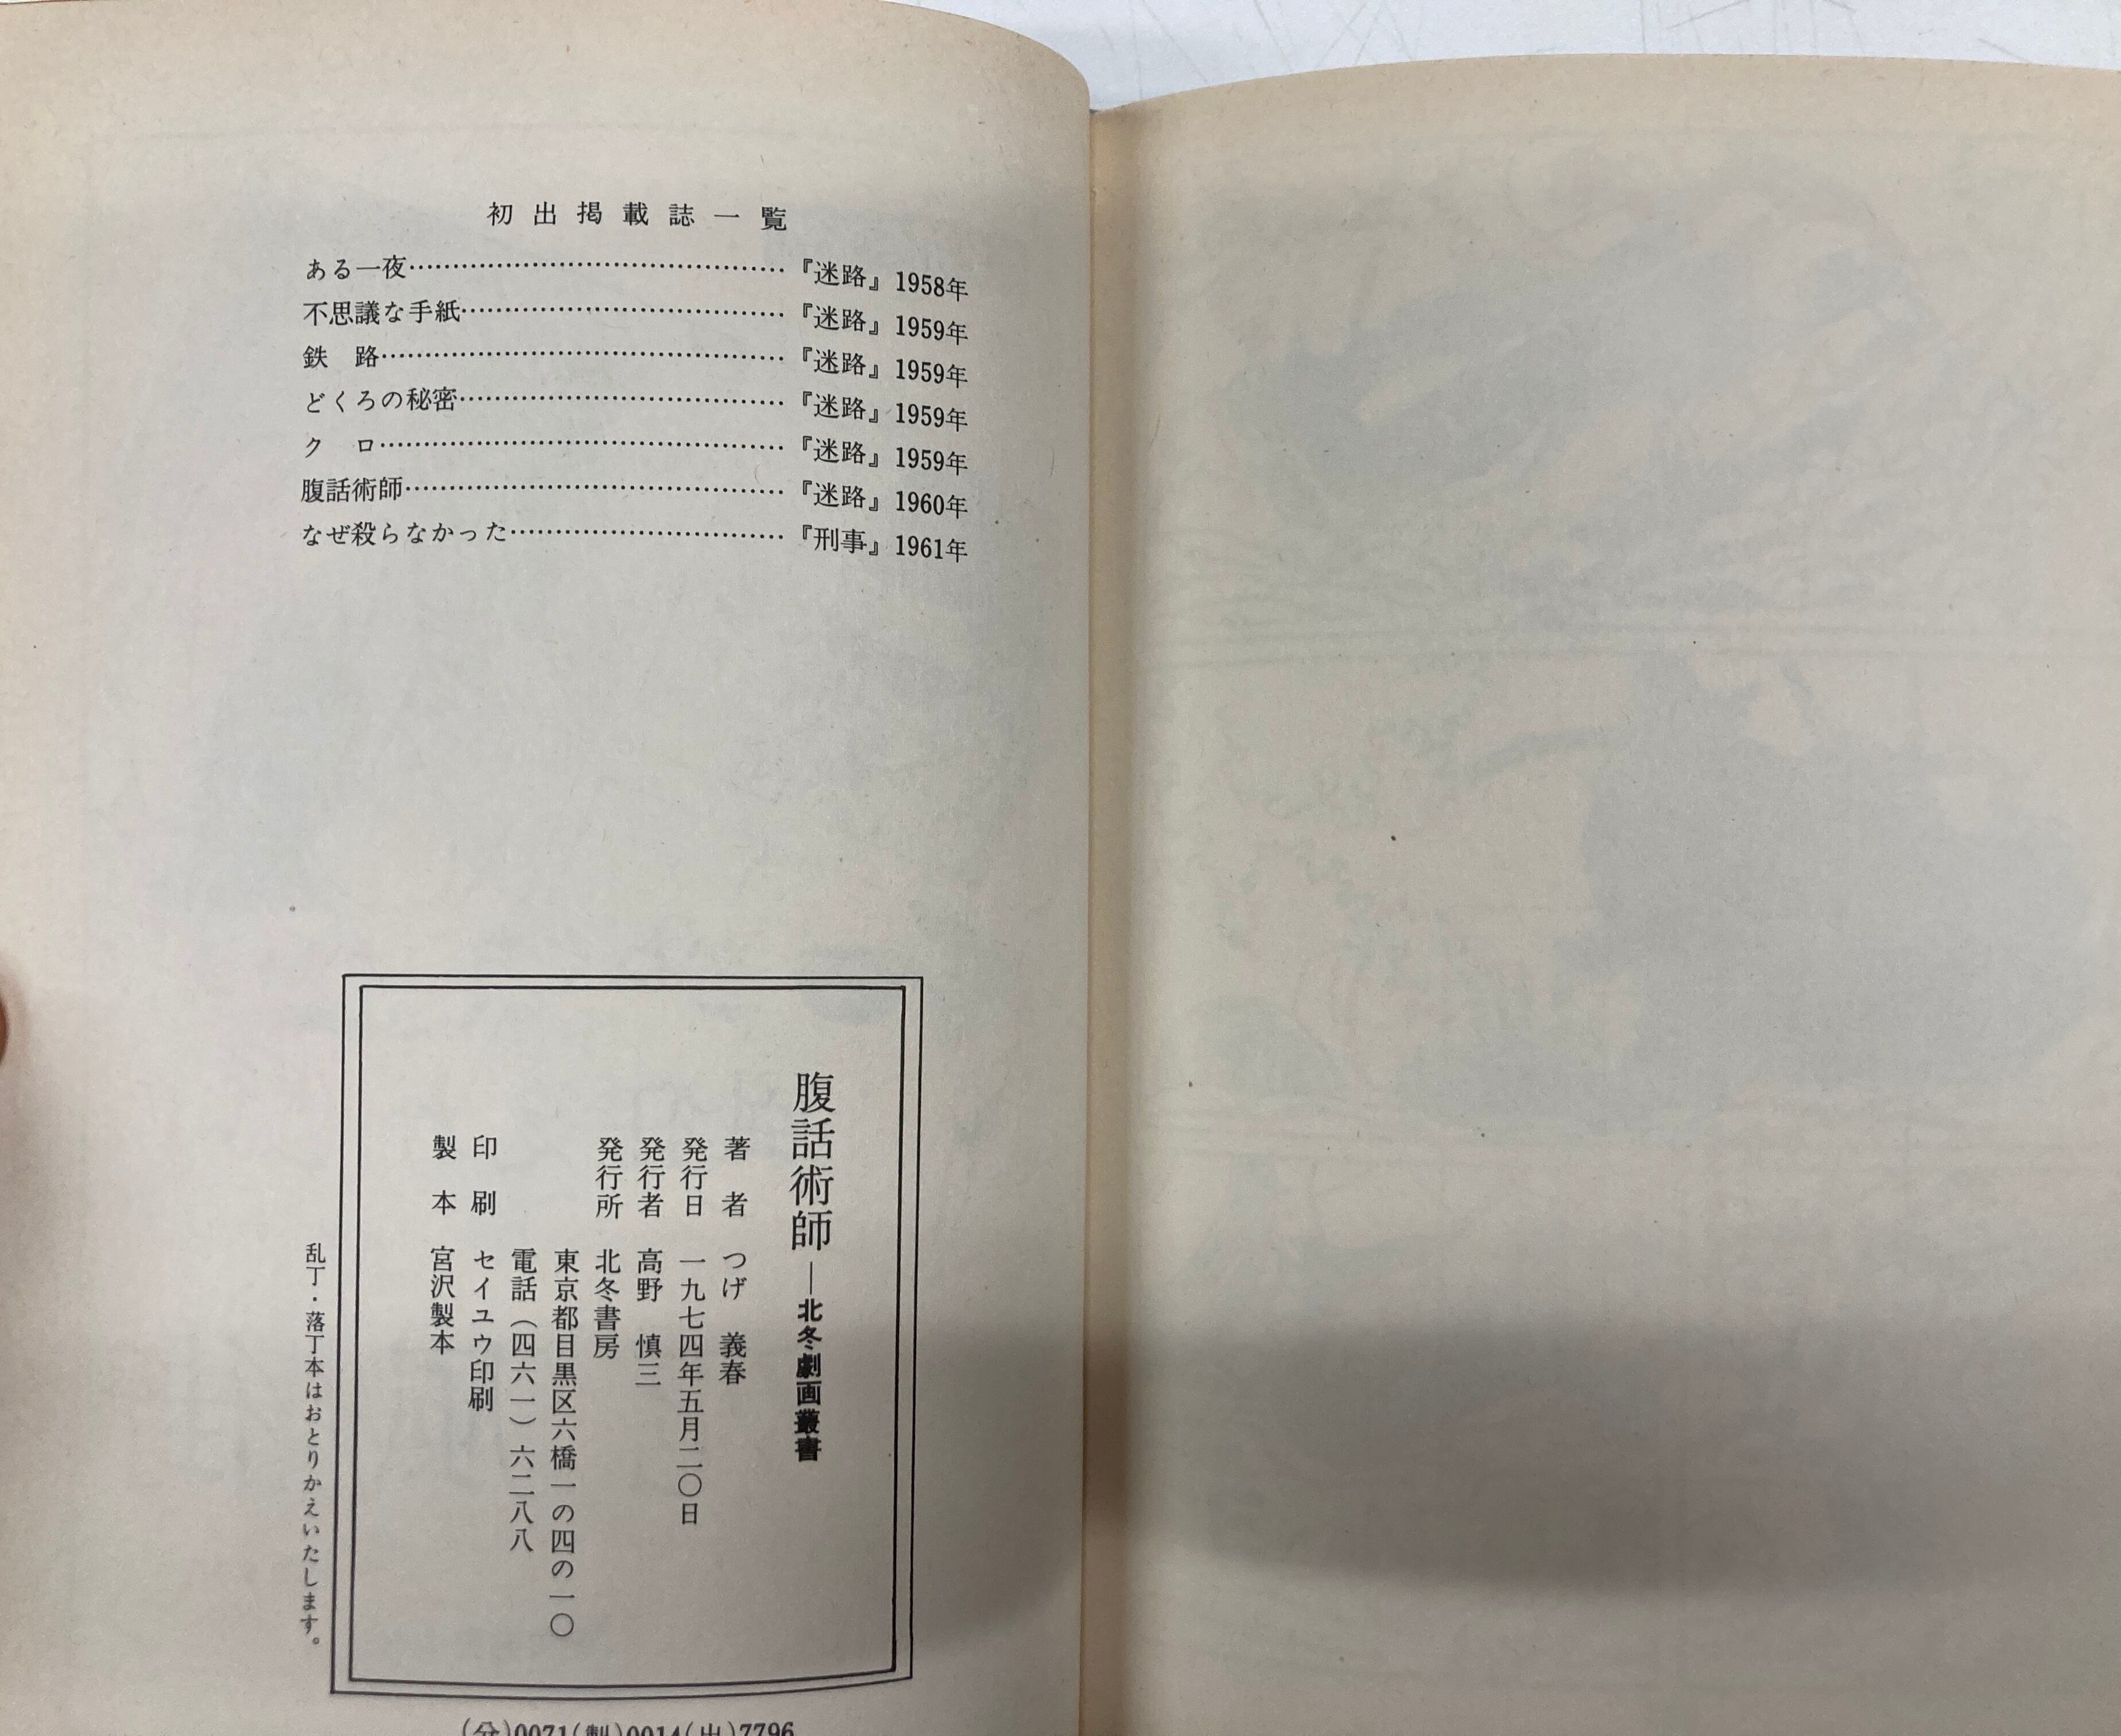 初出掲載誌一覧
ある一夜……………………………………『迷路』1958年
不思議な手紙………………………………『迷路』1959年
鉄　路………………………………………『迷路』1959年
どくろの秘密………………………………『迷路』1959年
ク　ロ………………………………………『迷路』1959年
腹話術師……………………………………『迷路』1960年
なぜ殺らなかった…………………………『刑事』1961年
腹話術師―北冬劇画叢書
著　者　つげ　義春
発行日　一九七四年五月二〇日
発行者　高野　慎三
発行所　北冬書房
東京都目黒区六橋一の四の一〇
電話（四六一）六二八八
印　刷　セイユウ印刷
製　本　宮沢製本
乱丁・落丁本はおとりかえいたします。
(分)0071(製)0014(出)7796